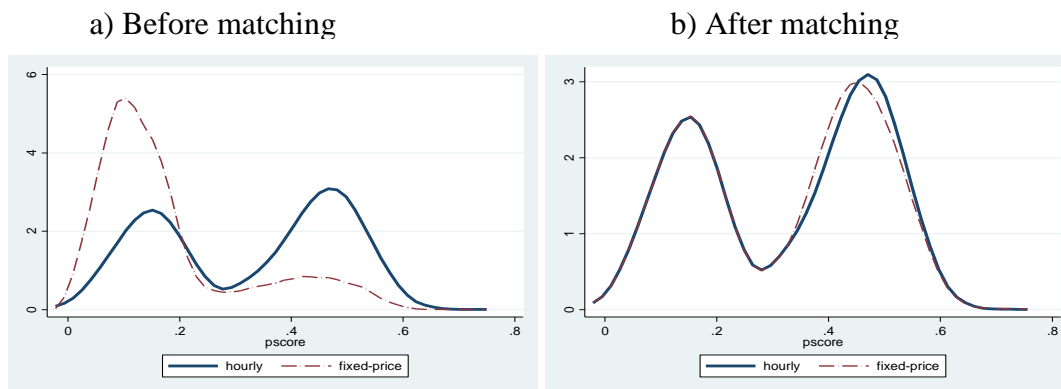 a) Before matching
b) After matching
6
4
2
0
0 .2 .4 .6 .8
pscore
hourly fixed-price
3
2
1
0
0 .2 .4 .6 .8
pscore
hourly fixed-price